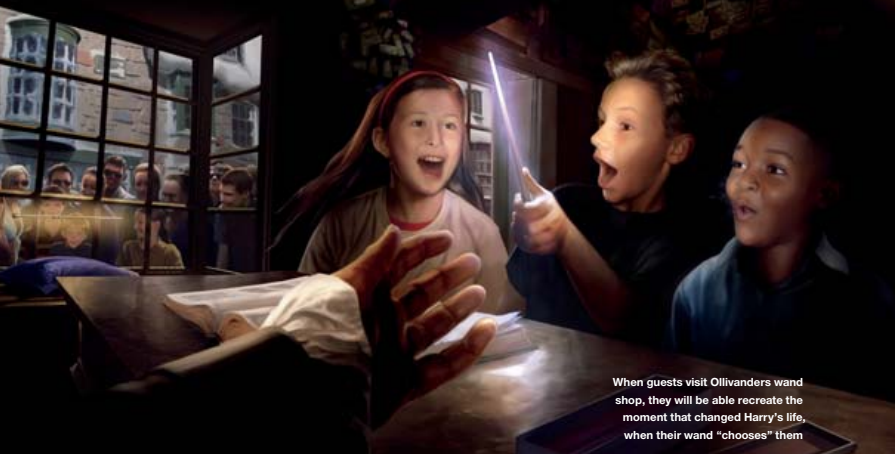 When guests visit Ollivanders wand
shop, they will be able recreate the
moment that changed Harry's life,
when their wand “chooses” them